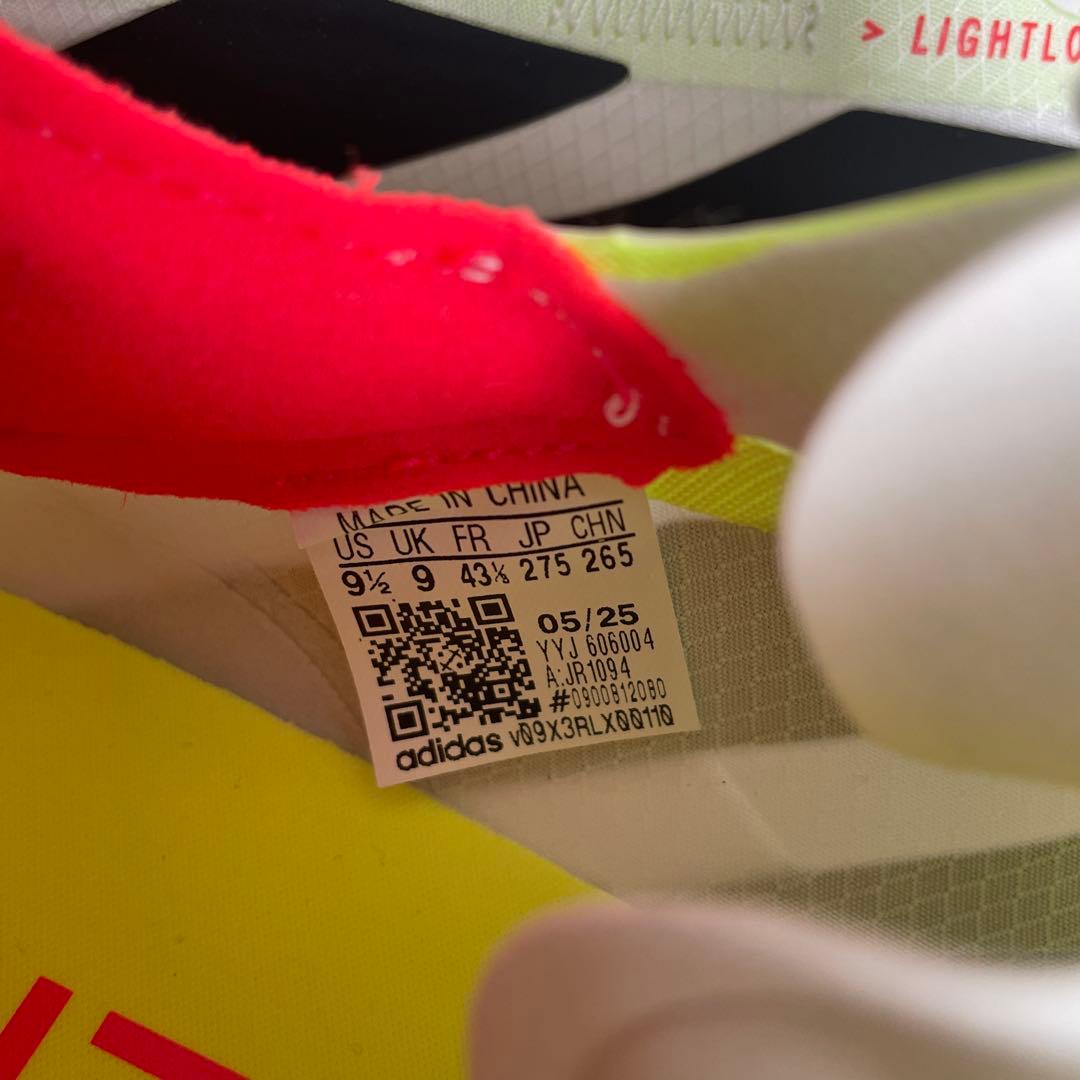 > LIGHTLO
MADE IN CHINA
US UK FR JP CHN
9½ 9 43⅓ 275 265
05/25
YYJ 606004
A:JR1094
#0900812080
adidas v09X3RLX00110